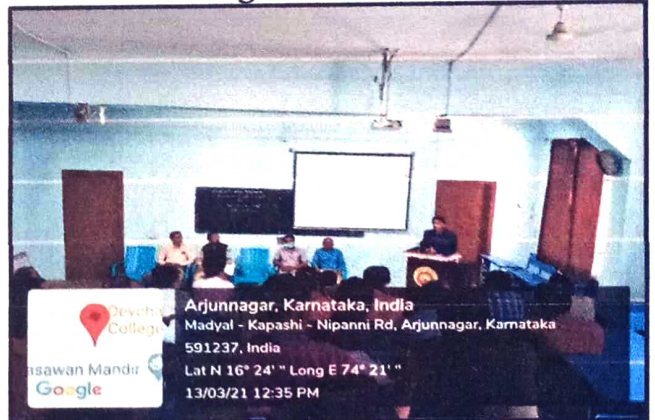 Devcha
College
asawan Mandir
Google
Arjunnagar, Karnataka, India
Madyal - Kapashi - Nipanni Rd, Arjunnagar, Karnataka
591237, India
Lat N 16° 24' " Long E 74° 21' "
13/03/21 12:35 PM